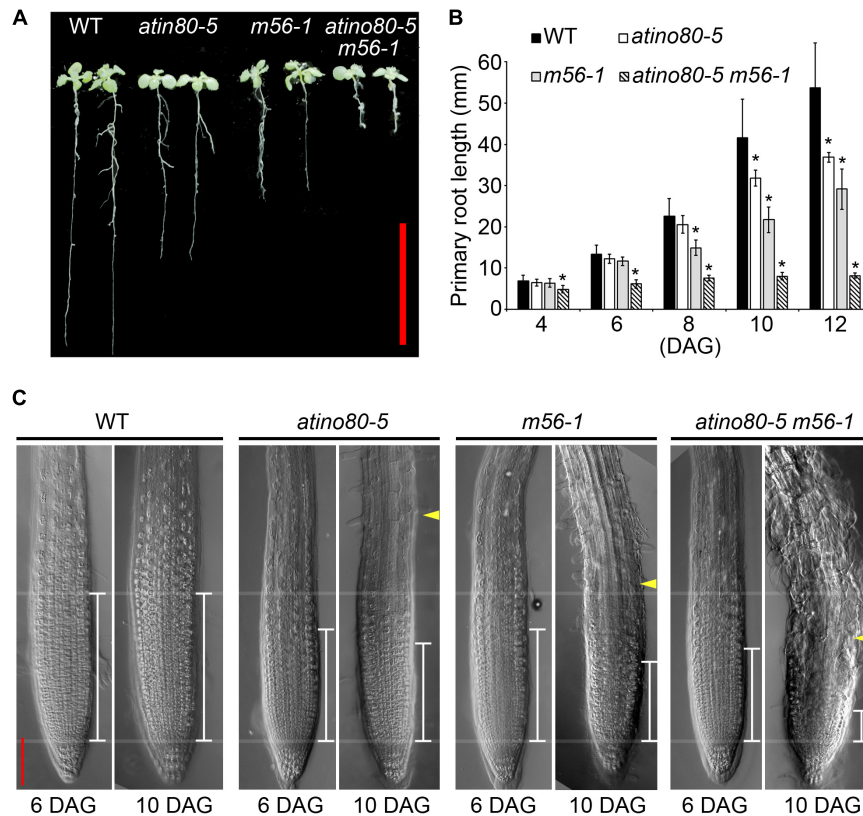 A
WT atin80-5 m56-1 atino80-5
m56-1
B
WT atino80-5
m56-1 atino80-5 m56-1
Primary root length (mm)
60
50
40
30
20
10
0
* * * * * * * * * *
4 6 8 10 12
(DAG)
C
WT atino80-5 m56-1 atino80-5 m56-1
6 DAG 10 DAG 6 DAG 10 DAG 6 DAG 10 DAG 6 DAG 10 DAG